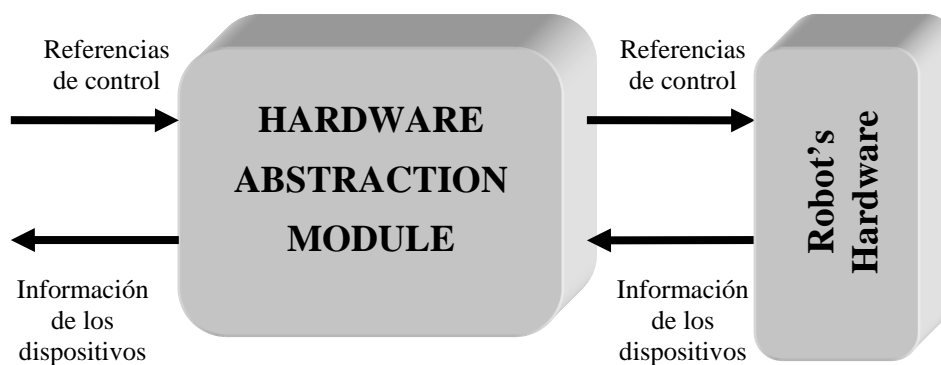 Referencias
de control
HARDWARE
ABSTRACTION
MODULE
Información
de los
dispositivos
Referencias
de control
Información
de los
dispositivos
Robot's
Hardware